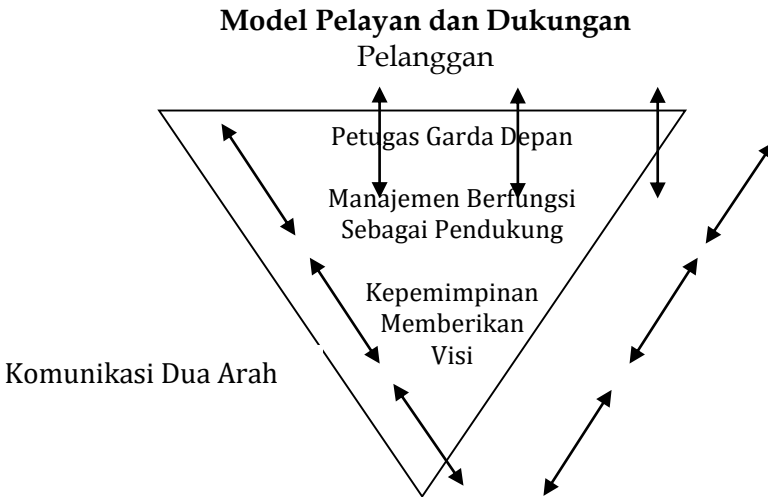 Model Pelayan dan Dukungan
Pelanggan
Petugas Garda Depan
Manajemen Berfungsi
Sebagai Pendukung
Kepemimpinan
Memberikan
Visi
Komunikasi Dua Arah